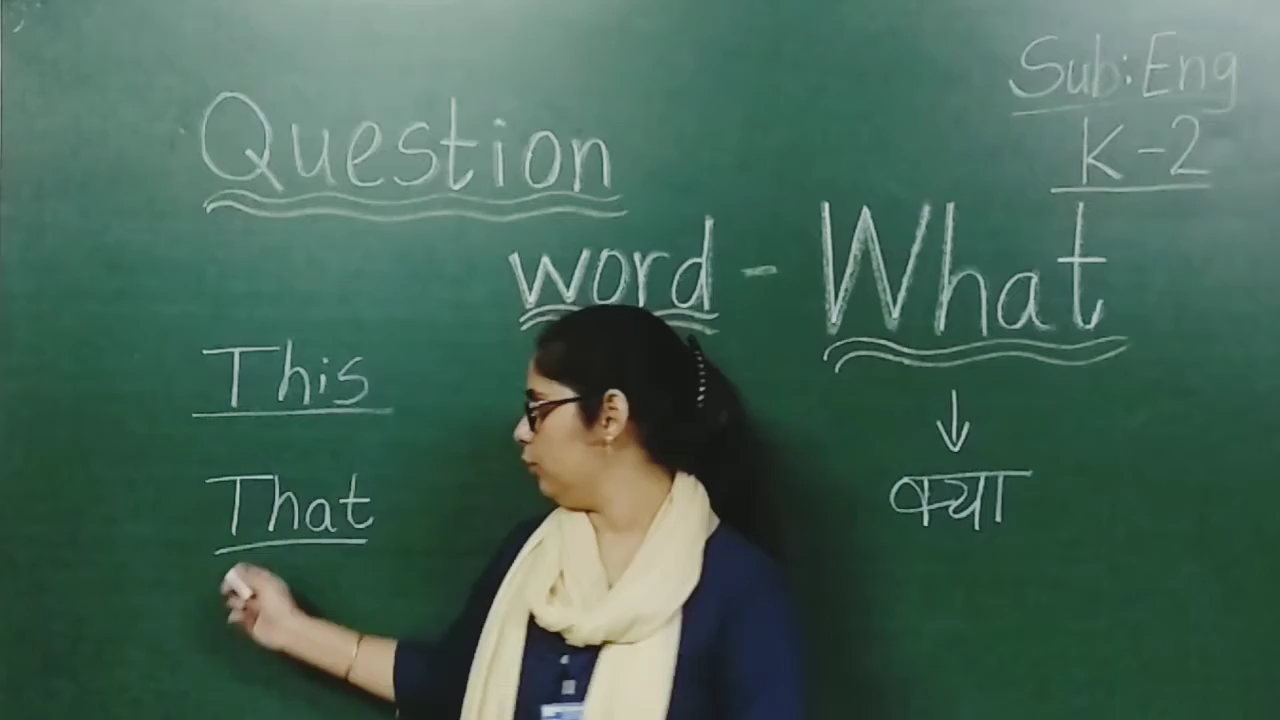 Sub: Eng
K-2
Question
word - What
↓
क्या
This
That